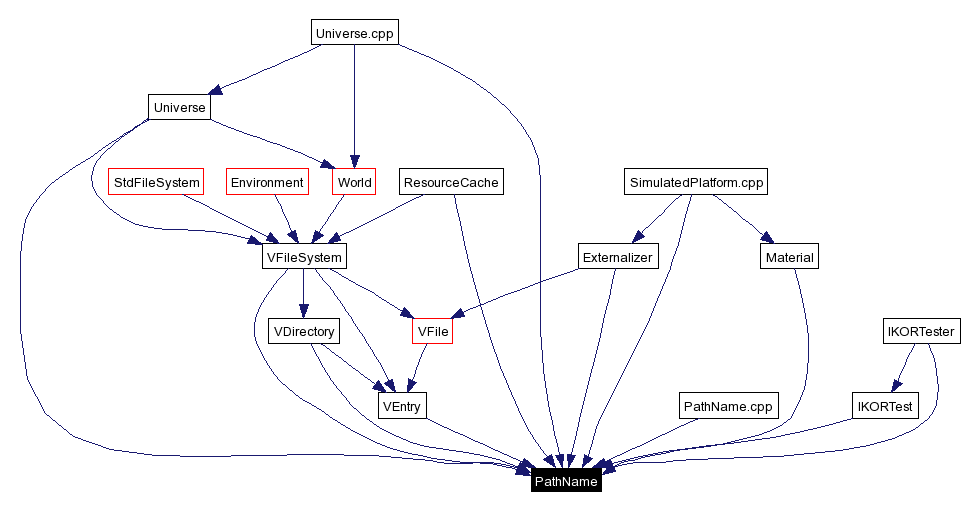 Universe.cpp
Universe
StdFileSystem
Environment
World
ResourceCache
SimulatedPlatform.cpp
VFileSystem
Externalizer
Material
VDirectory
VFile
IKORTester
VEntry
PathName.cpp
IKORTest
PathName